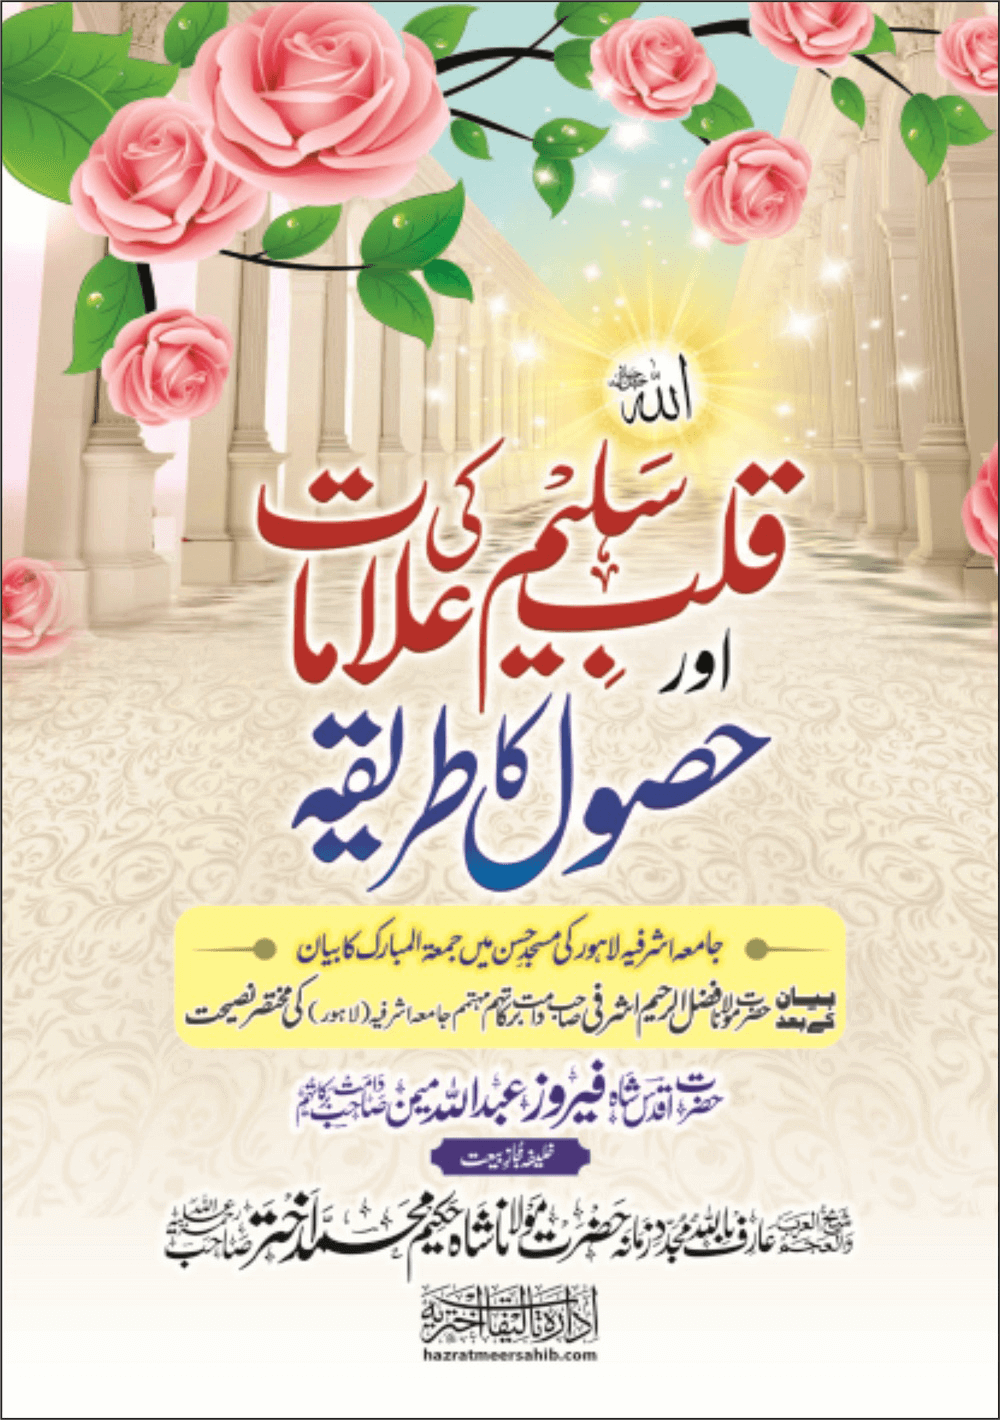 اللہ جل جلالہ
قلبِ سَلِیْم کی علامات
اور
حصول کا طریقہ
جامعہ اشرفیہ لاہور کی مسجدِ حسن میں جمعۃ المبارک کا بیان
بیان کے بعد حضرت مولانا فضل الرحیم اشرفی صاحب دامت برکاتہم مہتمم جامعہ اشرفیہ (لاہور) کی مختصر نصیحت
حضرت اقدس شاہ فیروز عبداللہ میمن صاحب دامت برکاتہم
خلیفہ مُجازِ بیعت
شیخ العرب والعجم عارف باللہ مجددِ زمانہ حضرت مولانا شاہ حکیم محمد اختر صاحب رحمۃ اللہ علیہ
ادارہ تالیفات اختریہ
hazratmeersahib.com